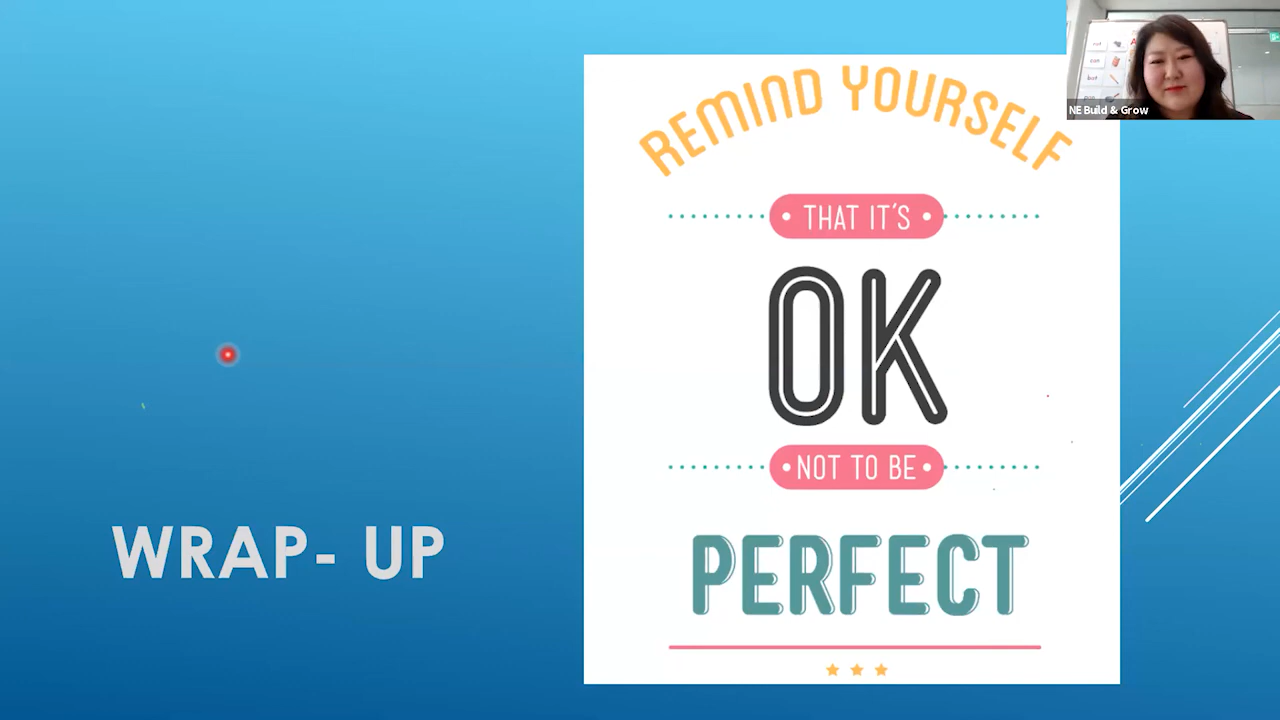 REMIND YOURSELF
THAT IT'S
OK
NOT TO BE
PERFECT
WRAP- UP
NE Build & Grow